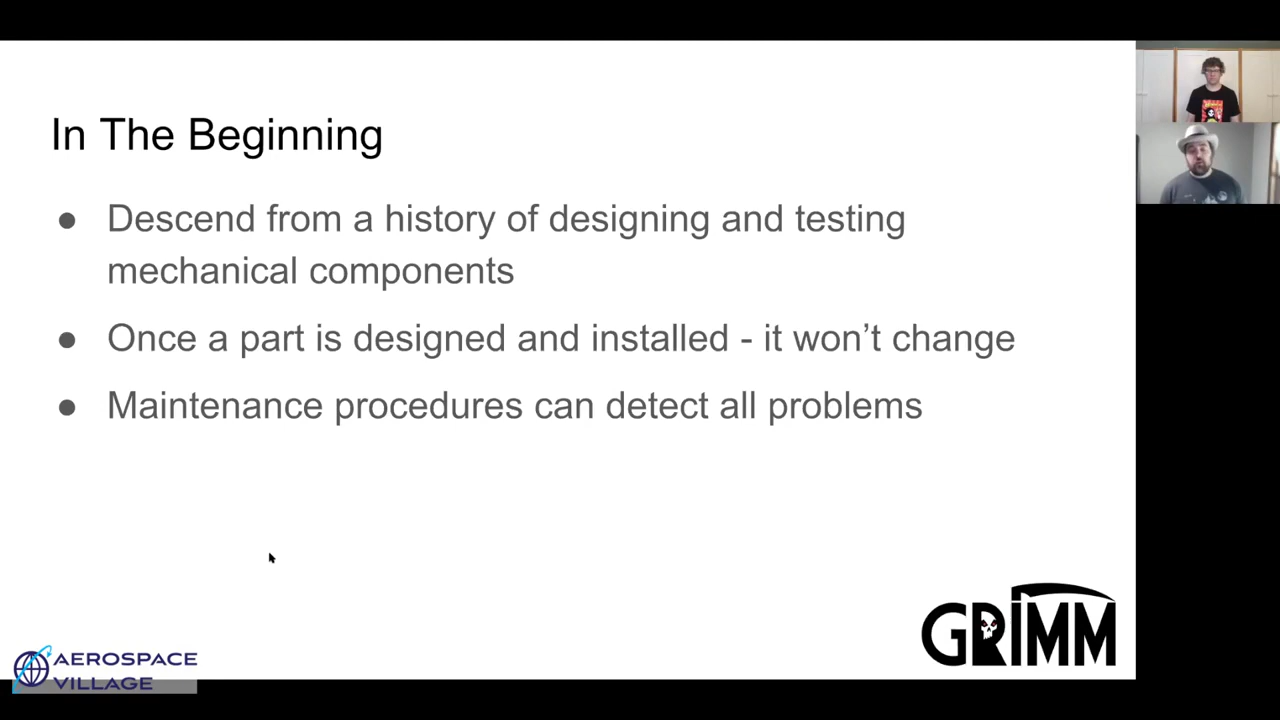 In The Beginning
● Descend from a history of designing and testing
mechanical components
● Once a part is designed and installed - it won’t change
● Maintenance procedures can detect all problems
GRIMM
AEROSPACE
VILLAGE